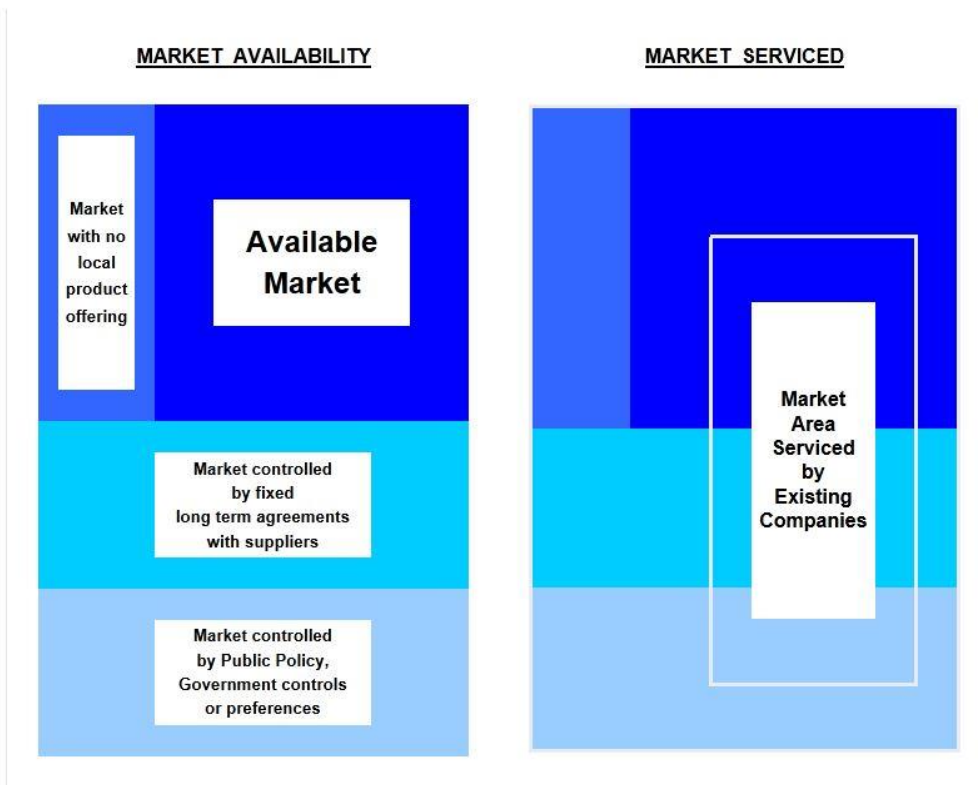 MARKET AVAILABILITY
MARKET SERVICED
Market
with no
local
product
offering
Available
Market
Market controlled
by fixed
long term agreements
with suppliers
Market controlled
by Public Policy,
Government controls
or preferences
Market
Area
Serviced
by
Existing
Companies